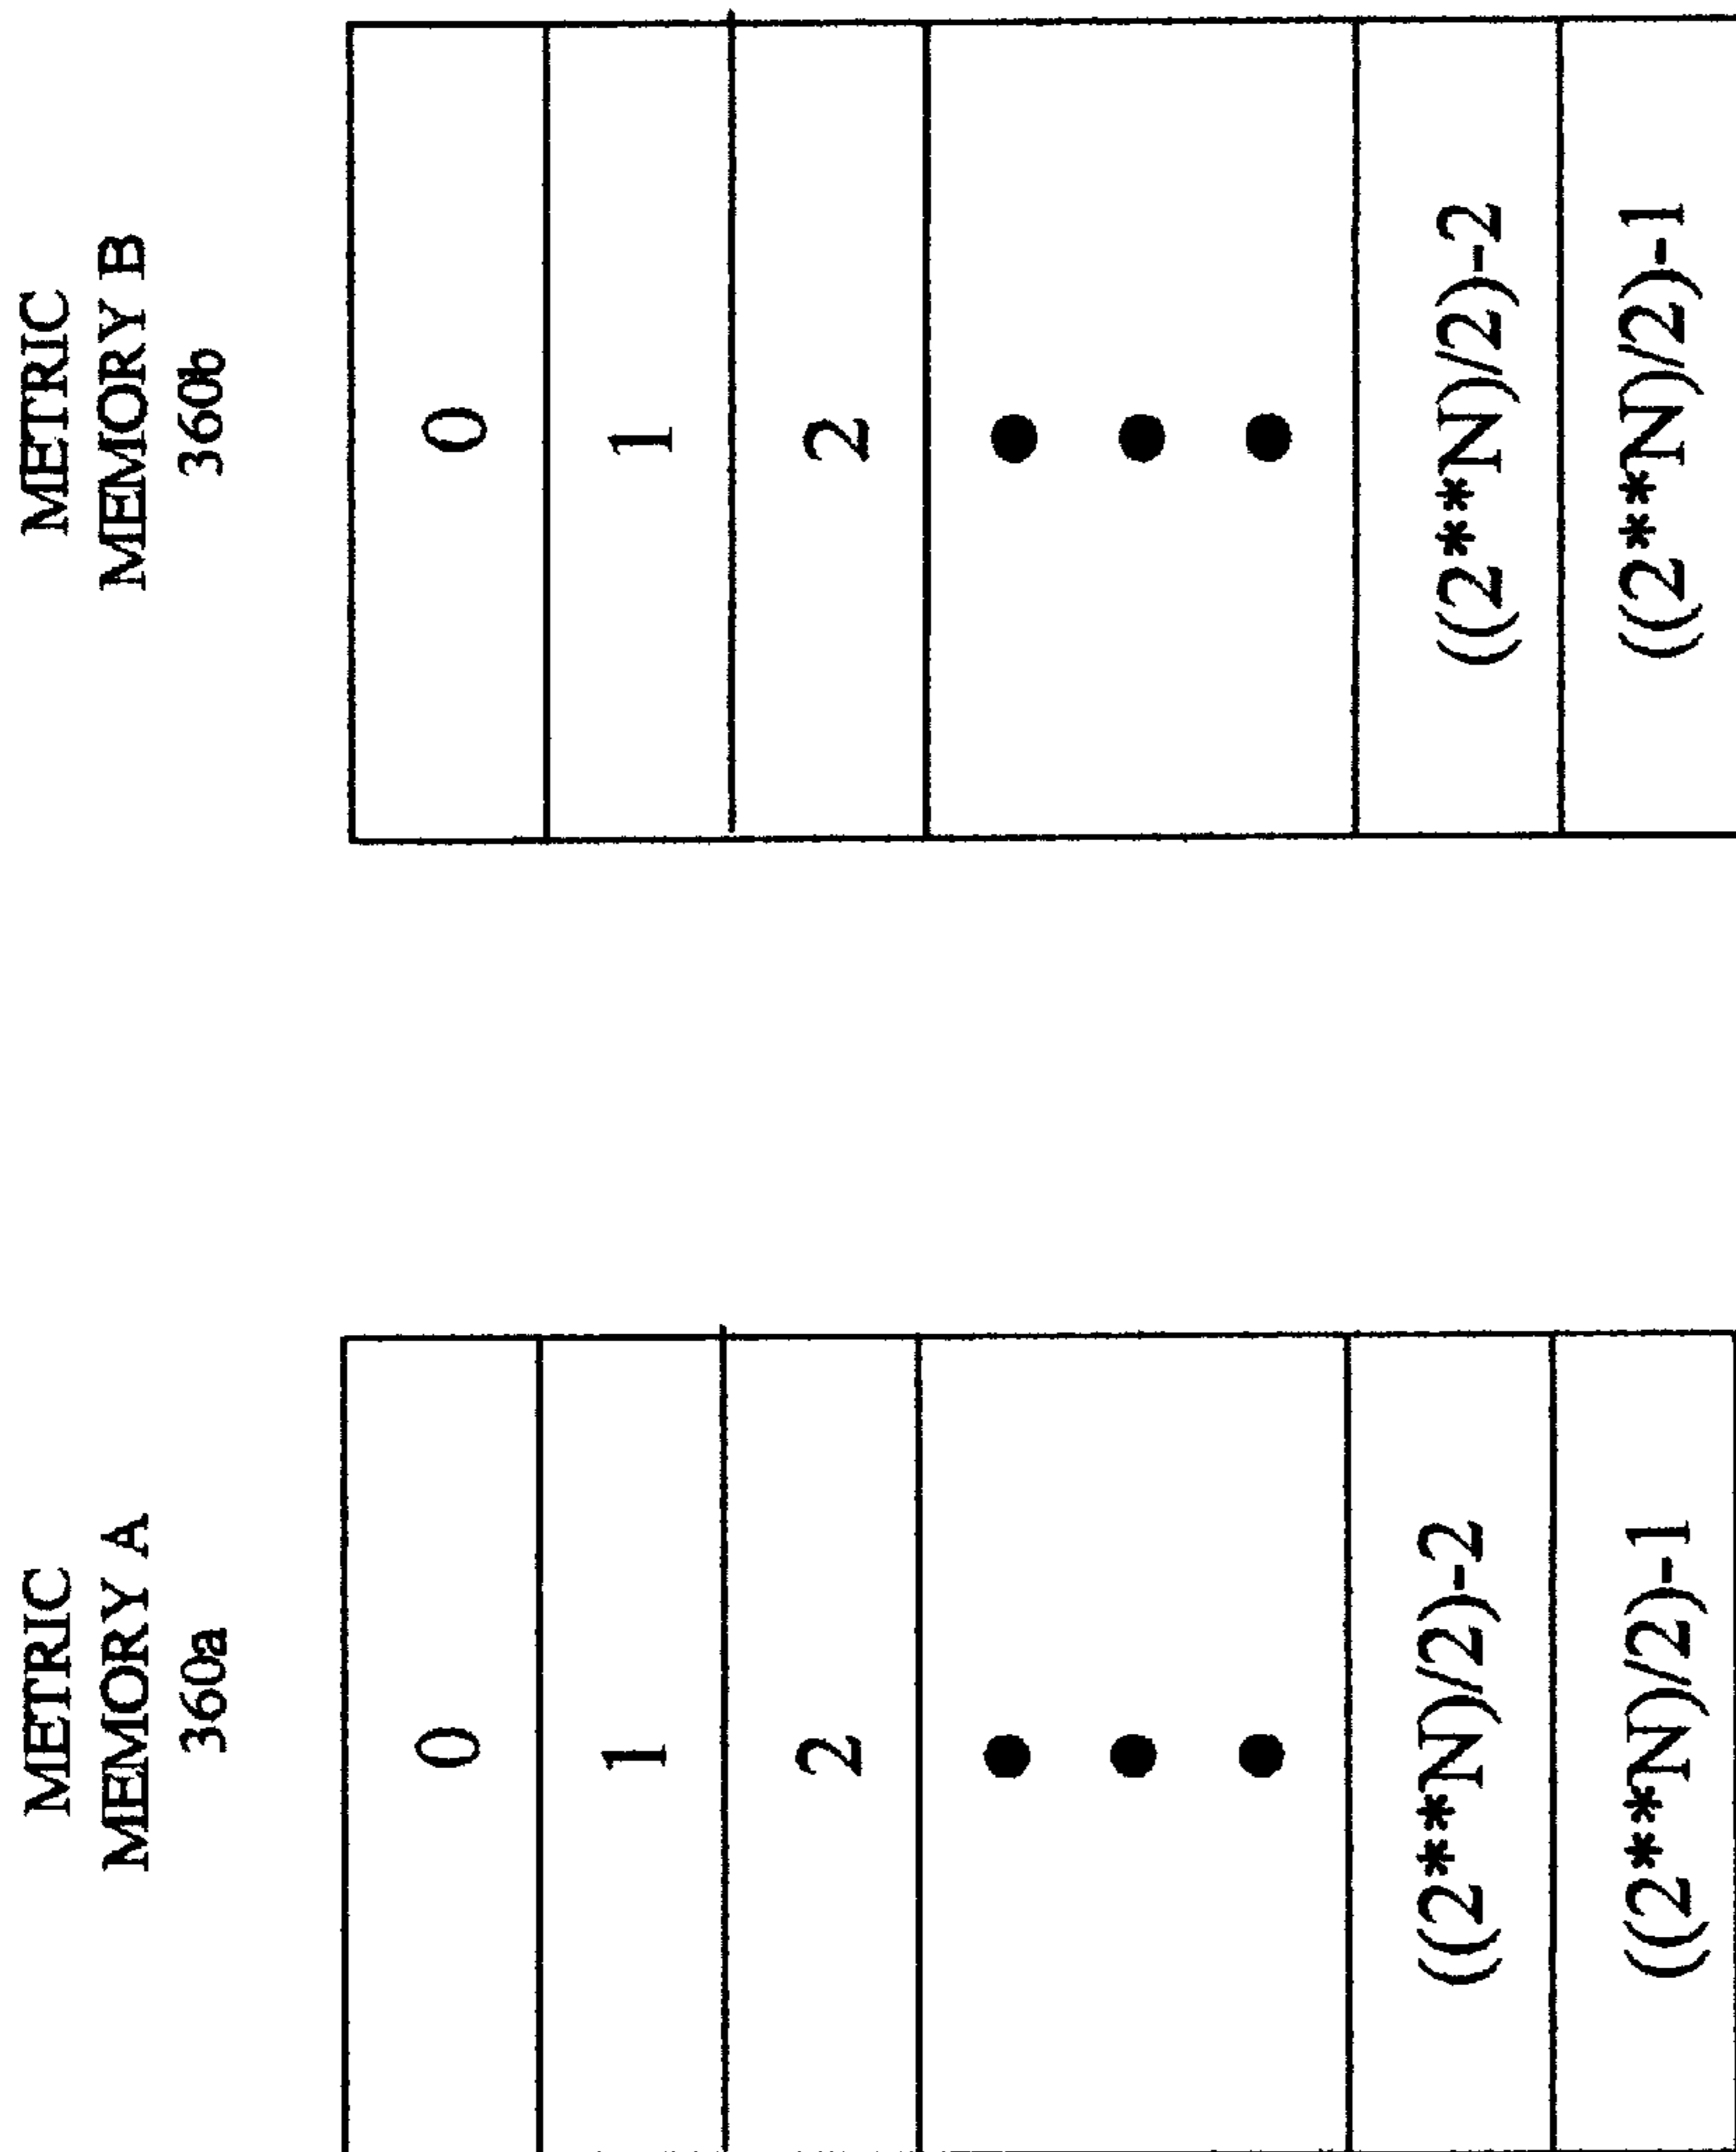 METRIC
MEMORY A
360a
0
1
2
((2**N)/2)-2
((2**N)/2)-1
METRIC
MEMORY B
360b
0
1
2
((2**N)/2)-2
((2**N)/2)-1